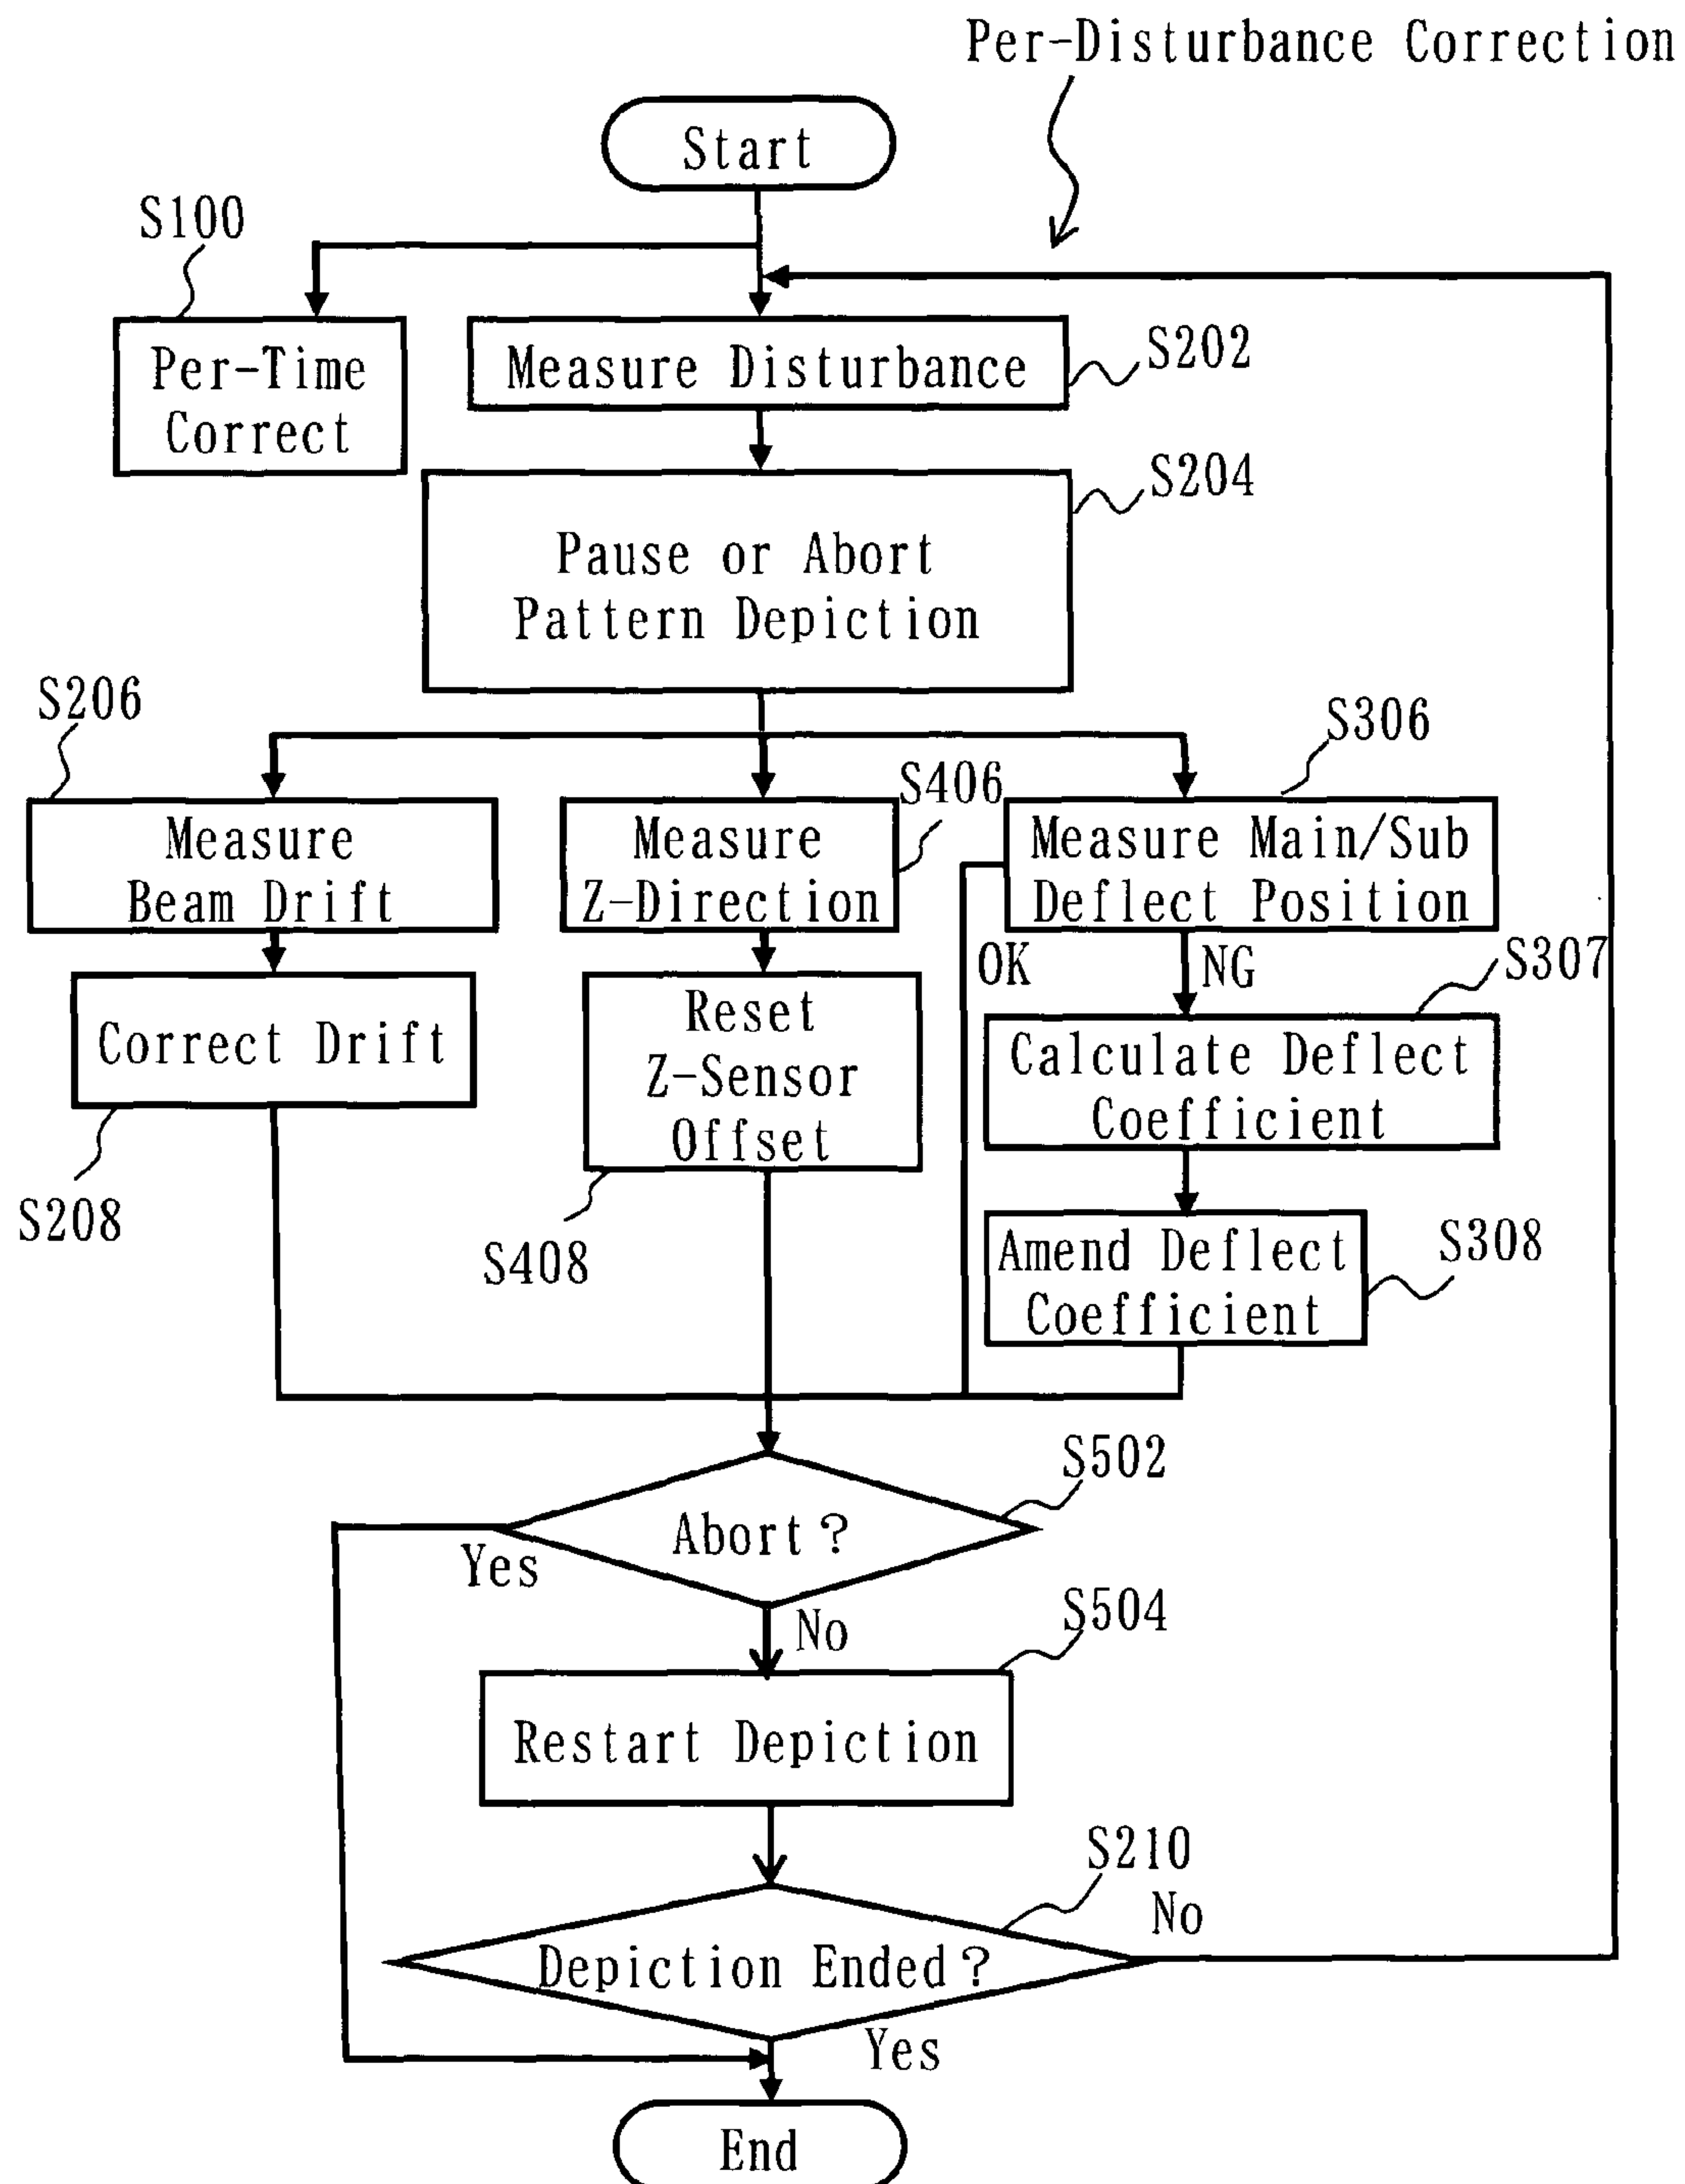 Per-Disturbance Correction
Start
S100
Per-Time
Correct
Measure Disturbance
S202
S204
Pause or Abort
Pattern Depiction
S206
S306
S406
Measure
Beam Drift
Measure
Z-Direction
Measure Main/Sub
Deflect Position
OK
NG
S307
Correct Drift
Reset
Z-Sensor
Offset
Calculate Deflect
Coefficient
S208
S408
Amend Deflect
Coefficient
S308
S502
Abort?
Yes
No
S504
Restart Depiction
S210
No
Depiction Ended?
Yes
End